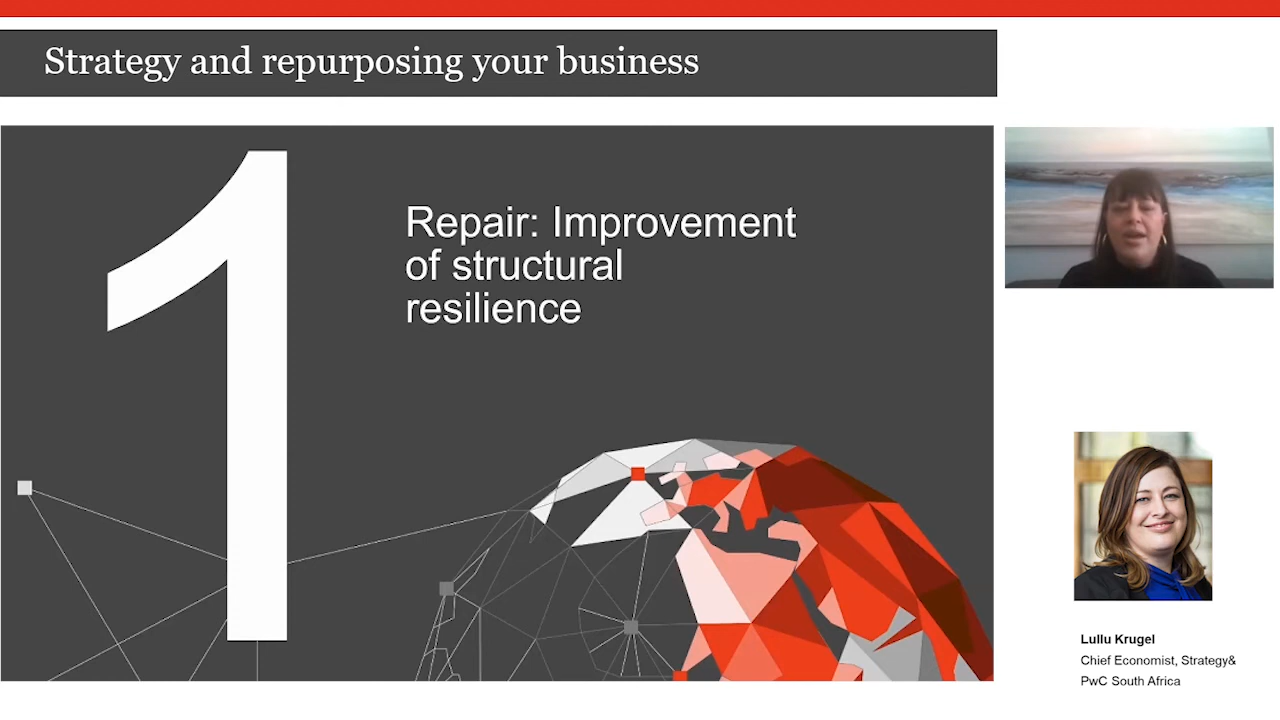 Strategy and repurposing your business
1
Repair: Improvement
of structural
resilience
Lullu Krugel
Chief Economist, Strategy&
PwC South Africa